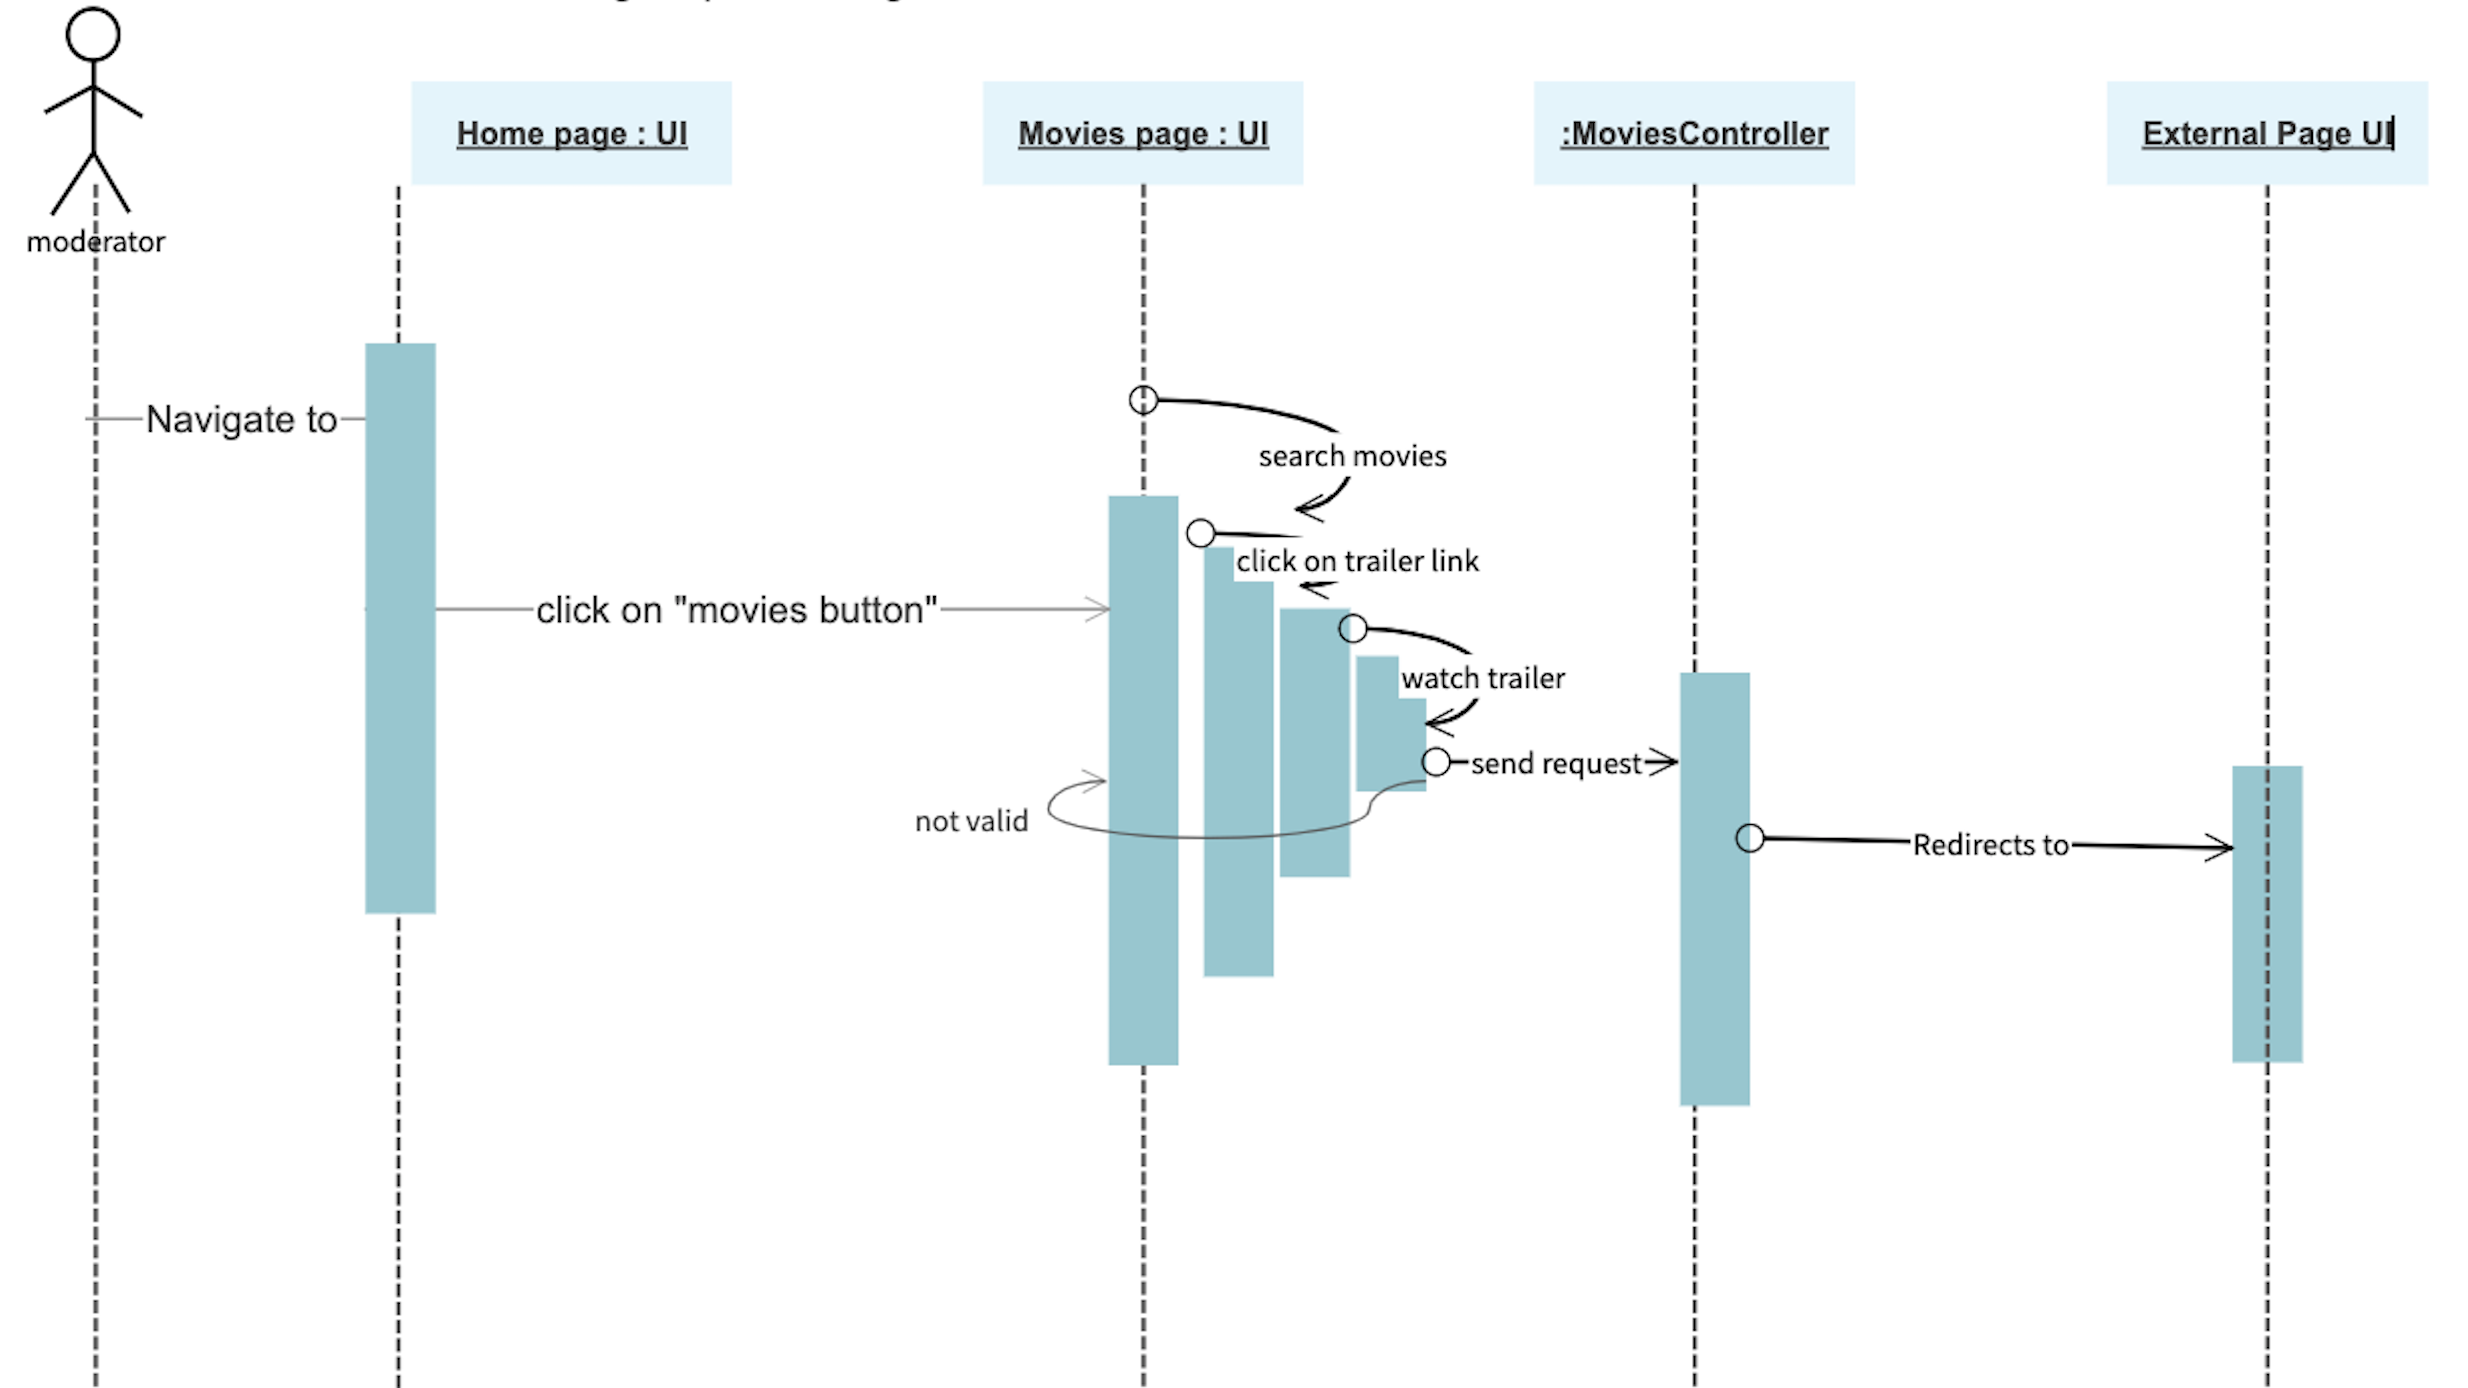 moderator
Home page : UI
Movies page : UI
:MoviesController
External Page UI
Navigate to
search movies
click on trailer link
click on "movies button"
watch trailer
send request
not valid
Redirects to